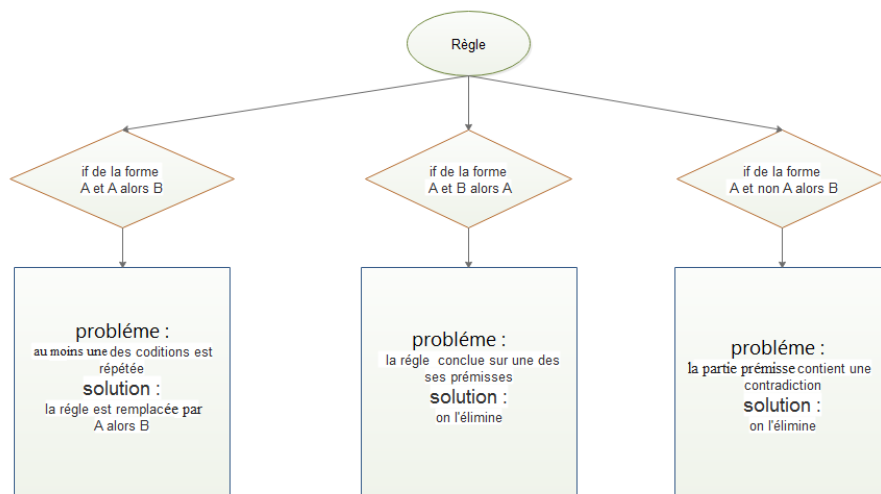 Règle
if de la forme
A et A alors B
if de la forme
A et B alors A
if de la forme
A et non A alors B
probléme :
au moins une des coditions est
répétée
solution :
la régle est remplacée par
A alors B
probléme :
la régle conclue sur une des
ses prémisses
solution :
on l'élimine
probléme :
la partie prémisse contient une
contradiction
solution :
on l'élimine